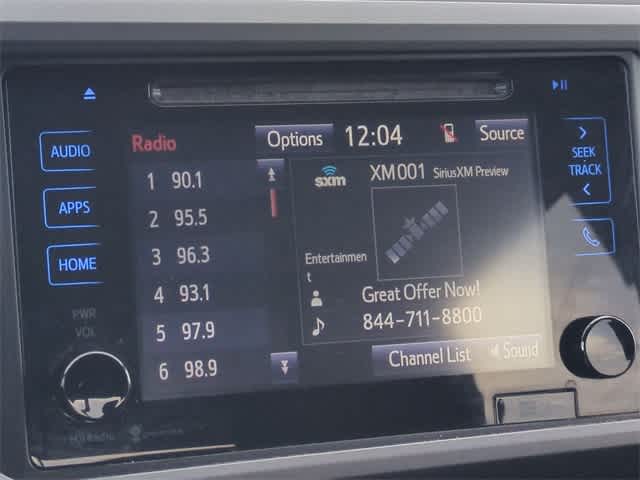 AUDIO
APPS
HOME
PWR
VOL
HD Radio
Radio
Options
12:04
Source
1 90.1
2 95.5
3 96.3
4 93.1
5 97.9
6 98.9
sxm
XM001 SiriusXM Preview
Entertainmen
t
Great Offer Now!
844-711-8800
Channel List
Sound
SEEK
TRACK